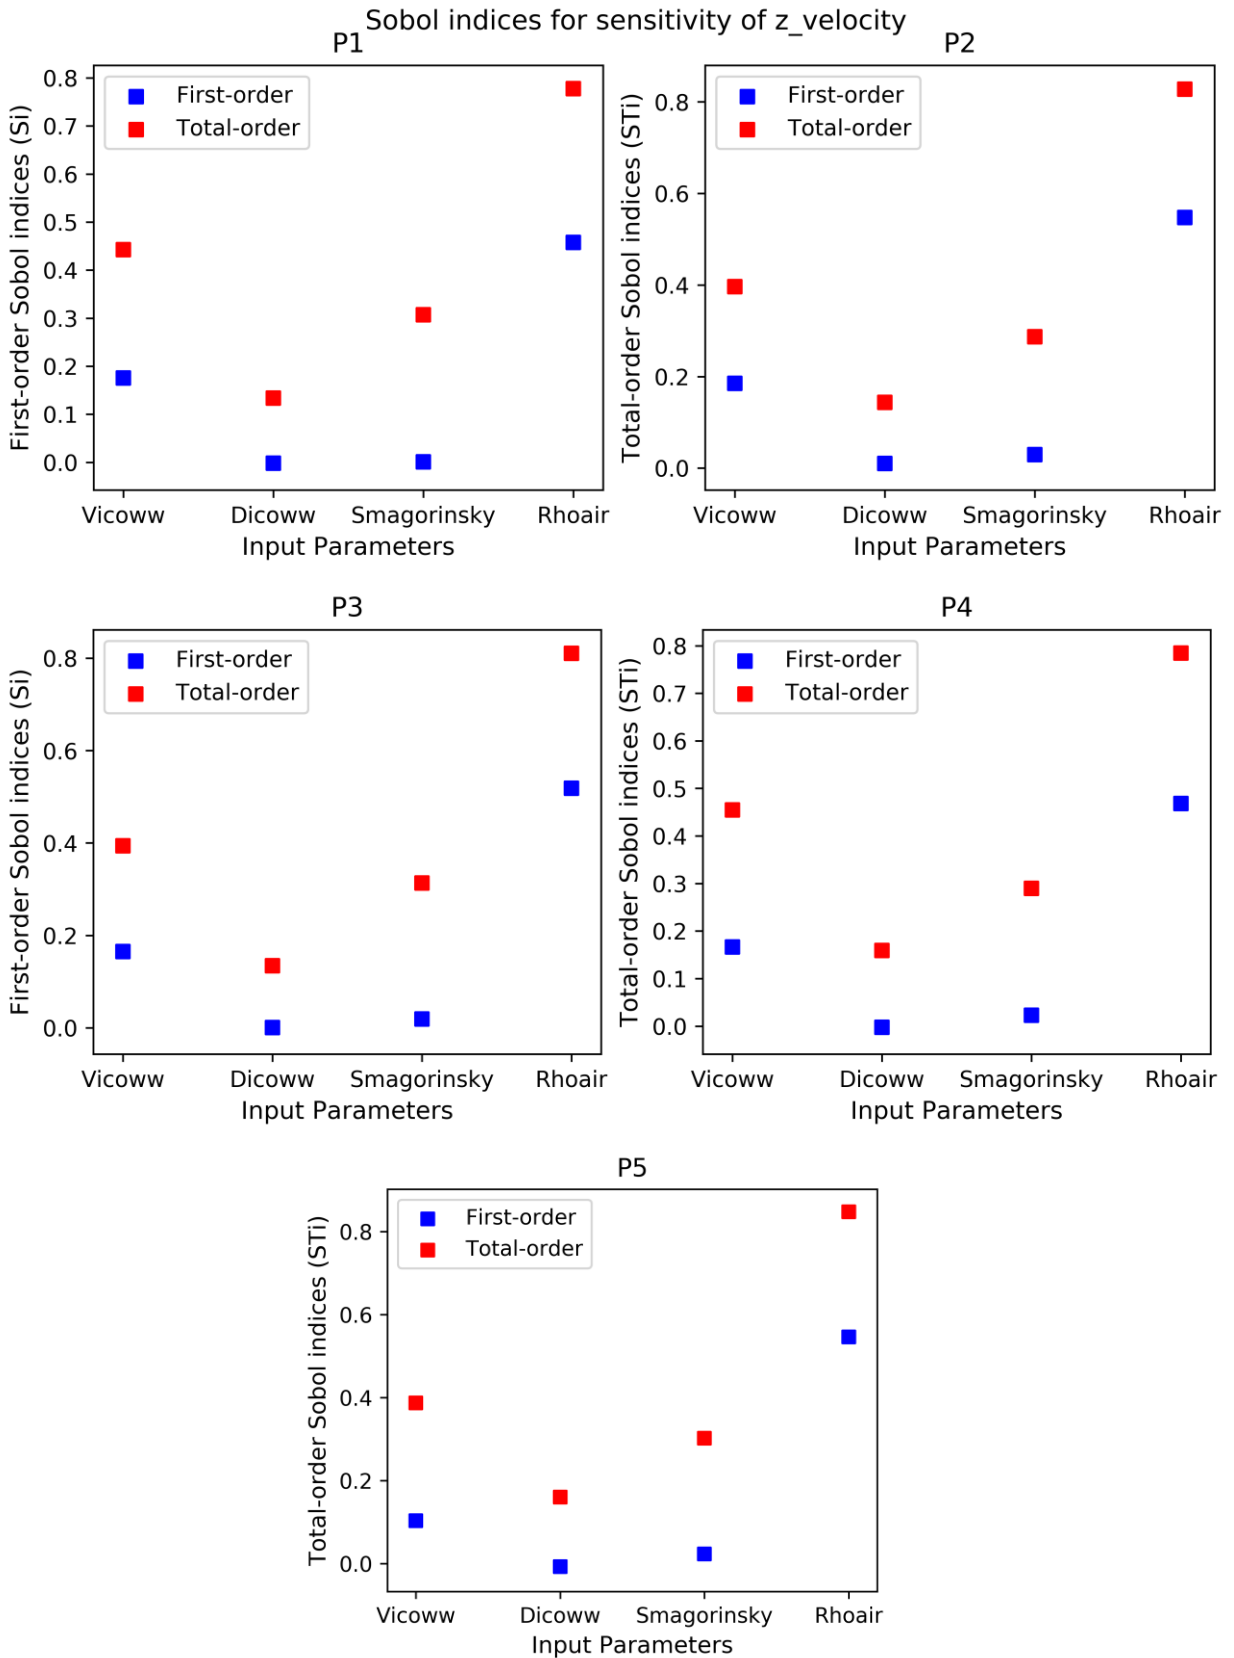 Sobol indices for sensitivity of z_velocity
P1
First-order Sobol indices (Si)
0.8
0.7
0.6
0.5
0.4
0.3
0.2
0.1
0.0
First-order
Total-order
Vicoww Dicoww Smagorinsky Rhoair
Input Parameters
P2
Total-order Sobol indices (STi)
0.8
0.6
0.4
0.2
0.0
First-order
Total-order
Vicoww Dicoww Smagorinsky Rhoair
Input Parameters
P3
First-order Sobol indices (Si)
0.8
0.6
0.4
0.2
0.0
First-order
Total-order
Vicoww Dicoww Smagorinsky Rhoair
Input Parameters
P4
Total-order Sobol indices (STi)
0.8
0.7
0.6
0.5
0.4
0.3
0.2
0.1
0.0
First-order
Total-order
Vicoww Dicoww Smagorinsky Rhoair
Input Parameters
P5
Total-order Sobol indices (STi)
0.8
0.6
0.4
0.2
0.0
First-order
Total-order
Vicoww Dicoww Smagorinsky Rhoair
Input Parameters